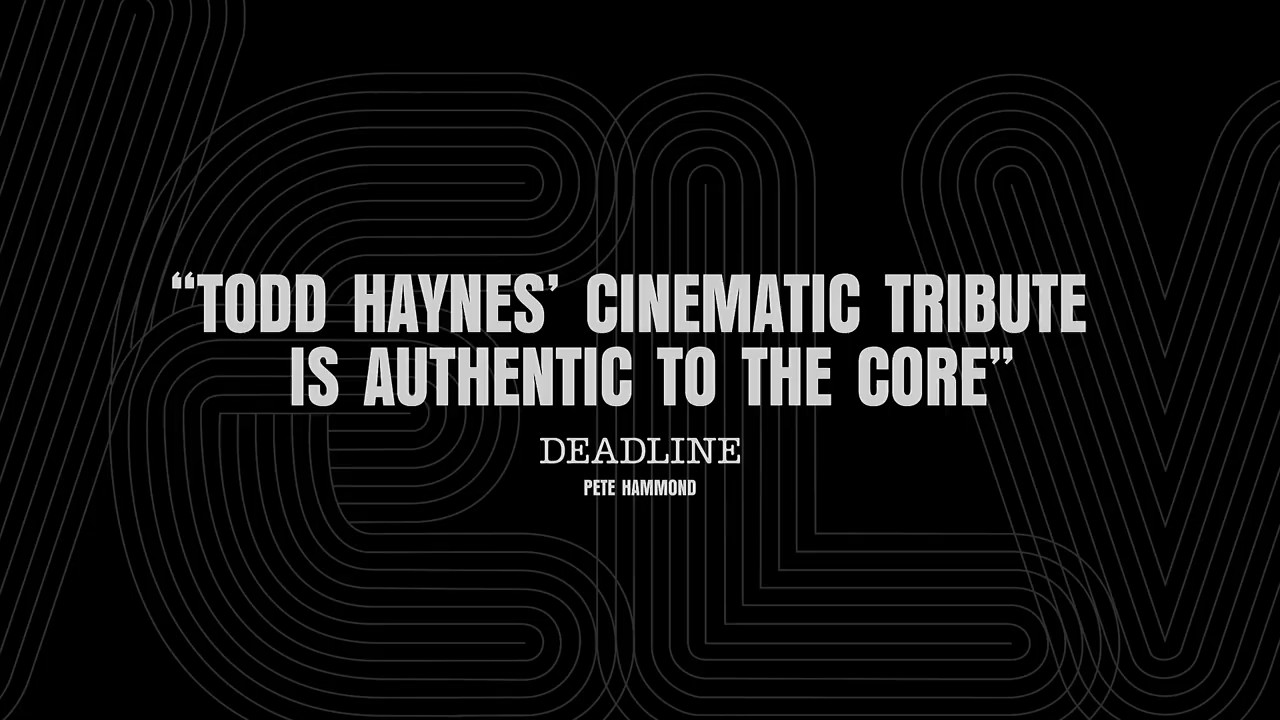 “TODD HAYNES’ CINEMATIC TRIBUTE
IS AUTHENTIC TO THE CORE”
DEADLINE
PETE HAMMOND